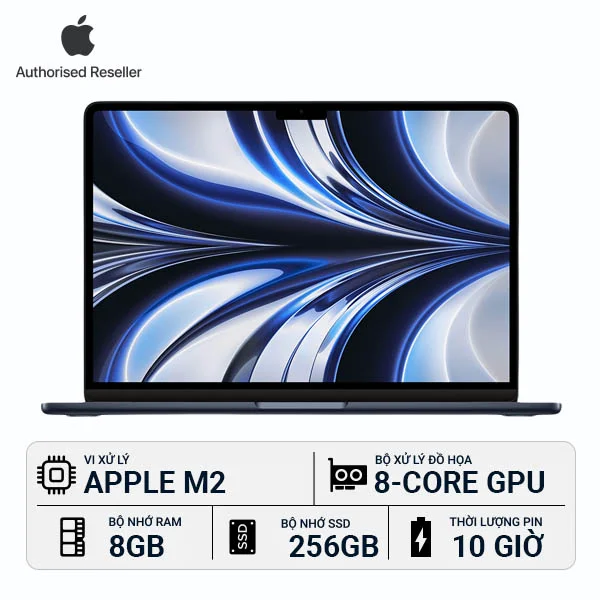 Authorised Reseller
VI XỬ LÝ
APPLE M2
BỘ XỬ LÝ ĐỒ HỌA
8-CORE GPU
BỘ NHỚ RAM
8GB
SSD
BỘ NHỚ SSD
256GB
THỜI LƯỢNG PIN
10 GIỜ